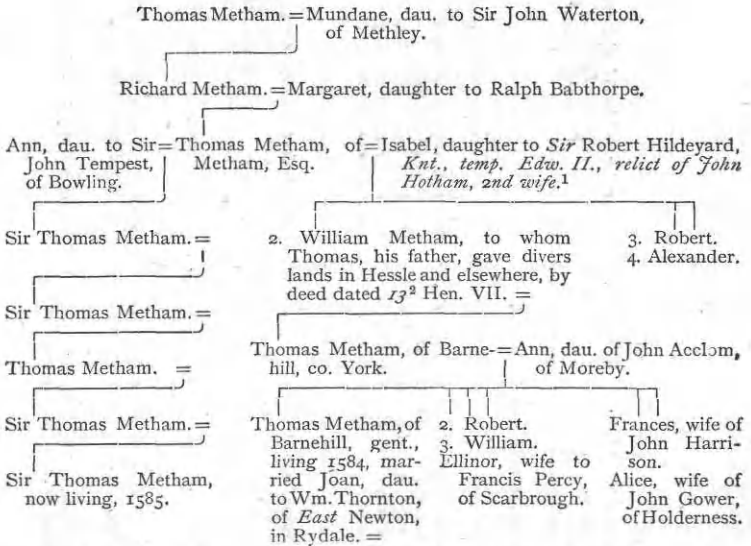 Thomas Metham.=Mundane, dau. to Sir John Waterton,
of Methley.
Richard Metham.=Margaret, daughter to Ralph Babthorpe.
Ann, dau. to Sir=Thomas Metham, of=Isabel, daughter to Sir Robert Hildeyard,
John Tempest, Metham, Esq. Knt., temp. Edw. II., relict of John
of Bowling. Hotham, 2nd wife.¹
Sir Thomas Metham.=
2. William Metham, to whom
Thomas, his father, gave divers
lands in Hessle and elsewhere, by
deed dated 13² Hen. VII. =
3. Robert.
4. Alexander.
Sir Thomas Metham.=
Thomas Metham. =
Thomas Metham, of Barne-=Ann, dau. of John Acclom,
hill, co. York. of Moreby.
Sir Thomas Metham.=
Sir Thomas Metham,
now living, 1585.
Thomas Metham, of
Barnehill, gent.,
living 1584, mar-
ried Joan, dau.
to Wm. Thornton,
of East Newton,
in Rydale. =
2. Robert.
3. William.
Ellinor, wife to
Francis Percy,
of Scarbrough.
Frances, wife of
John Harri-
son.
Alice, wife of
John Gower,
of Holderness.